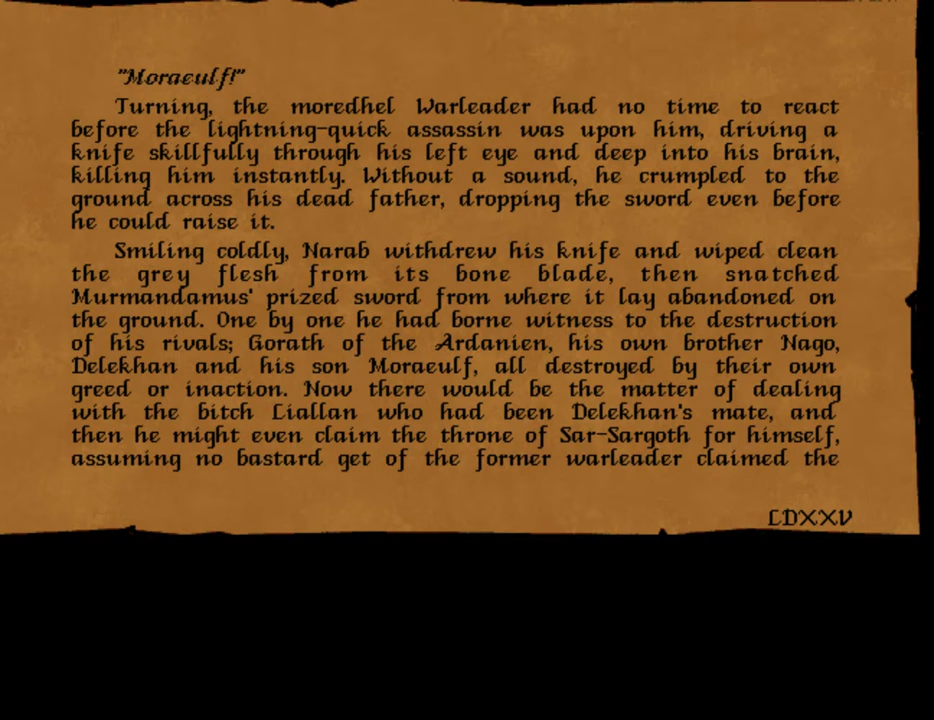 "Moraeulf!"
Turning, the moredhel Warleader had no time to react
before the lightning-quick assassin was upon him, driving a
knife skillfully through his left eye and deep into his brain,
killing him instantly. Without a sound, he crumpled to the
ground across his dead father, dropping the sword even before
he could raise it.
Smiling coldly, Narab withdrew his knife and wiped clean
the grey flesh from its bone blade, then snatched
Murmandamus' prized sword from where it lay abandoned on
the ground. One by one he had borne witness to the destruction
of his rivals; Gorath of the Ardanien, his own brother Nago,
Delekhan and his son Moraeulf, all destroyed by their own
greed or inaction. Now there would be the matter of dealing
with the bitch Liallan who had been Delekhan's mate, and
then he might even claim the throne of Sar-Sargoth for himself,
assuming no bastard get of the former warleader claimed the
LDXXV